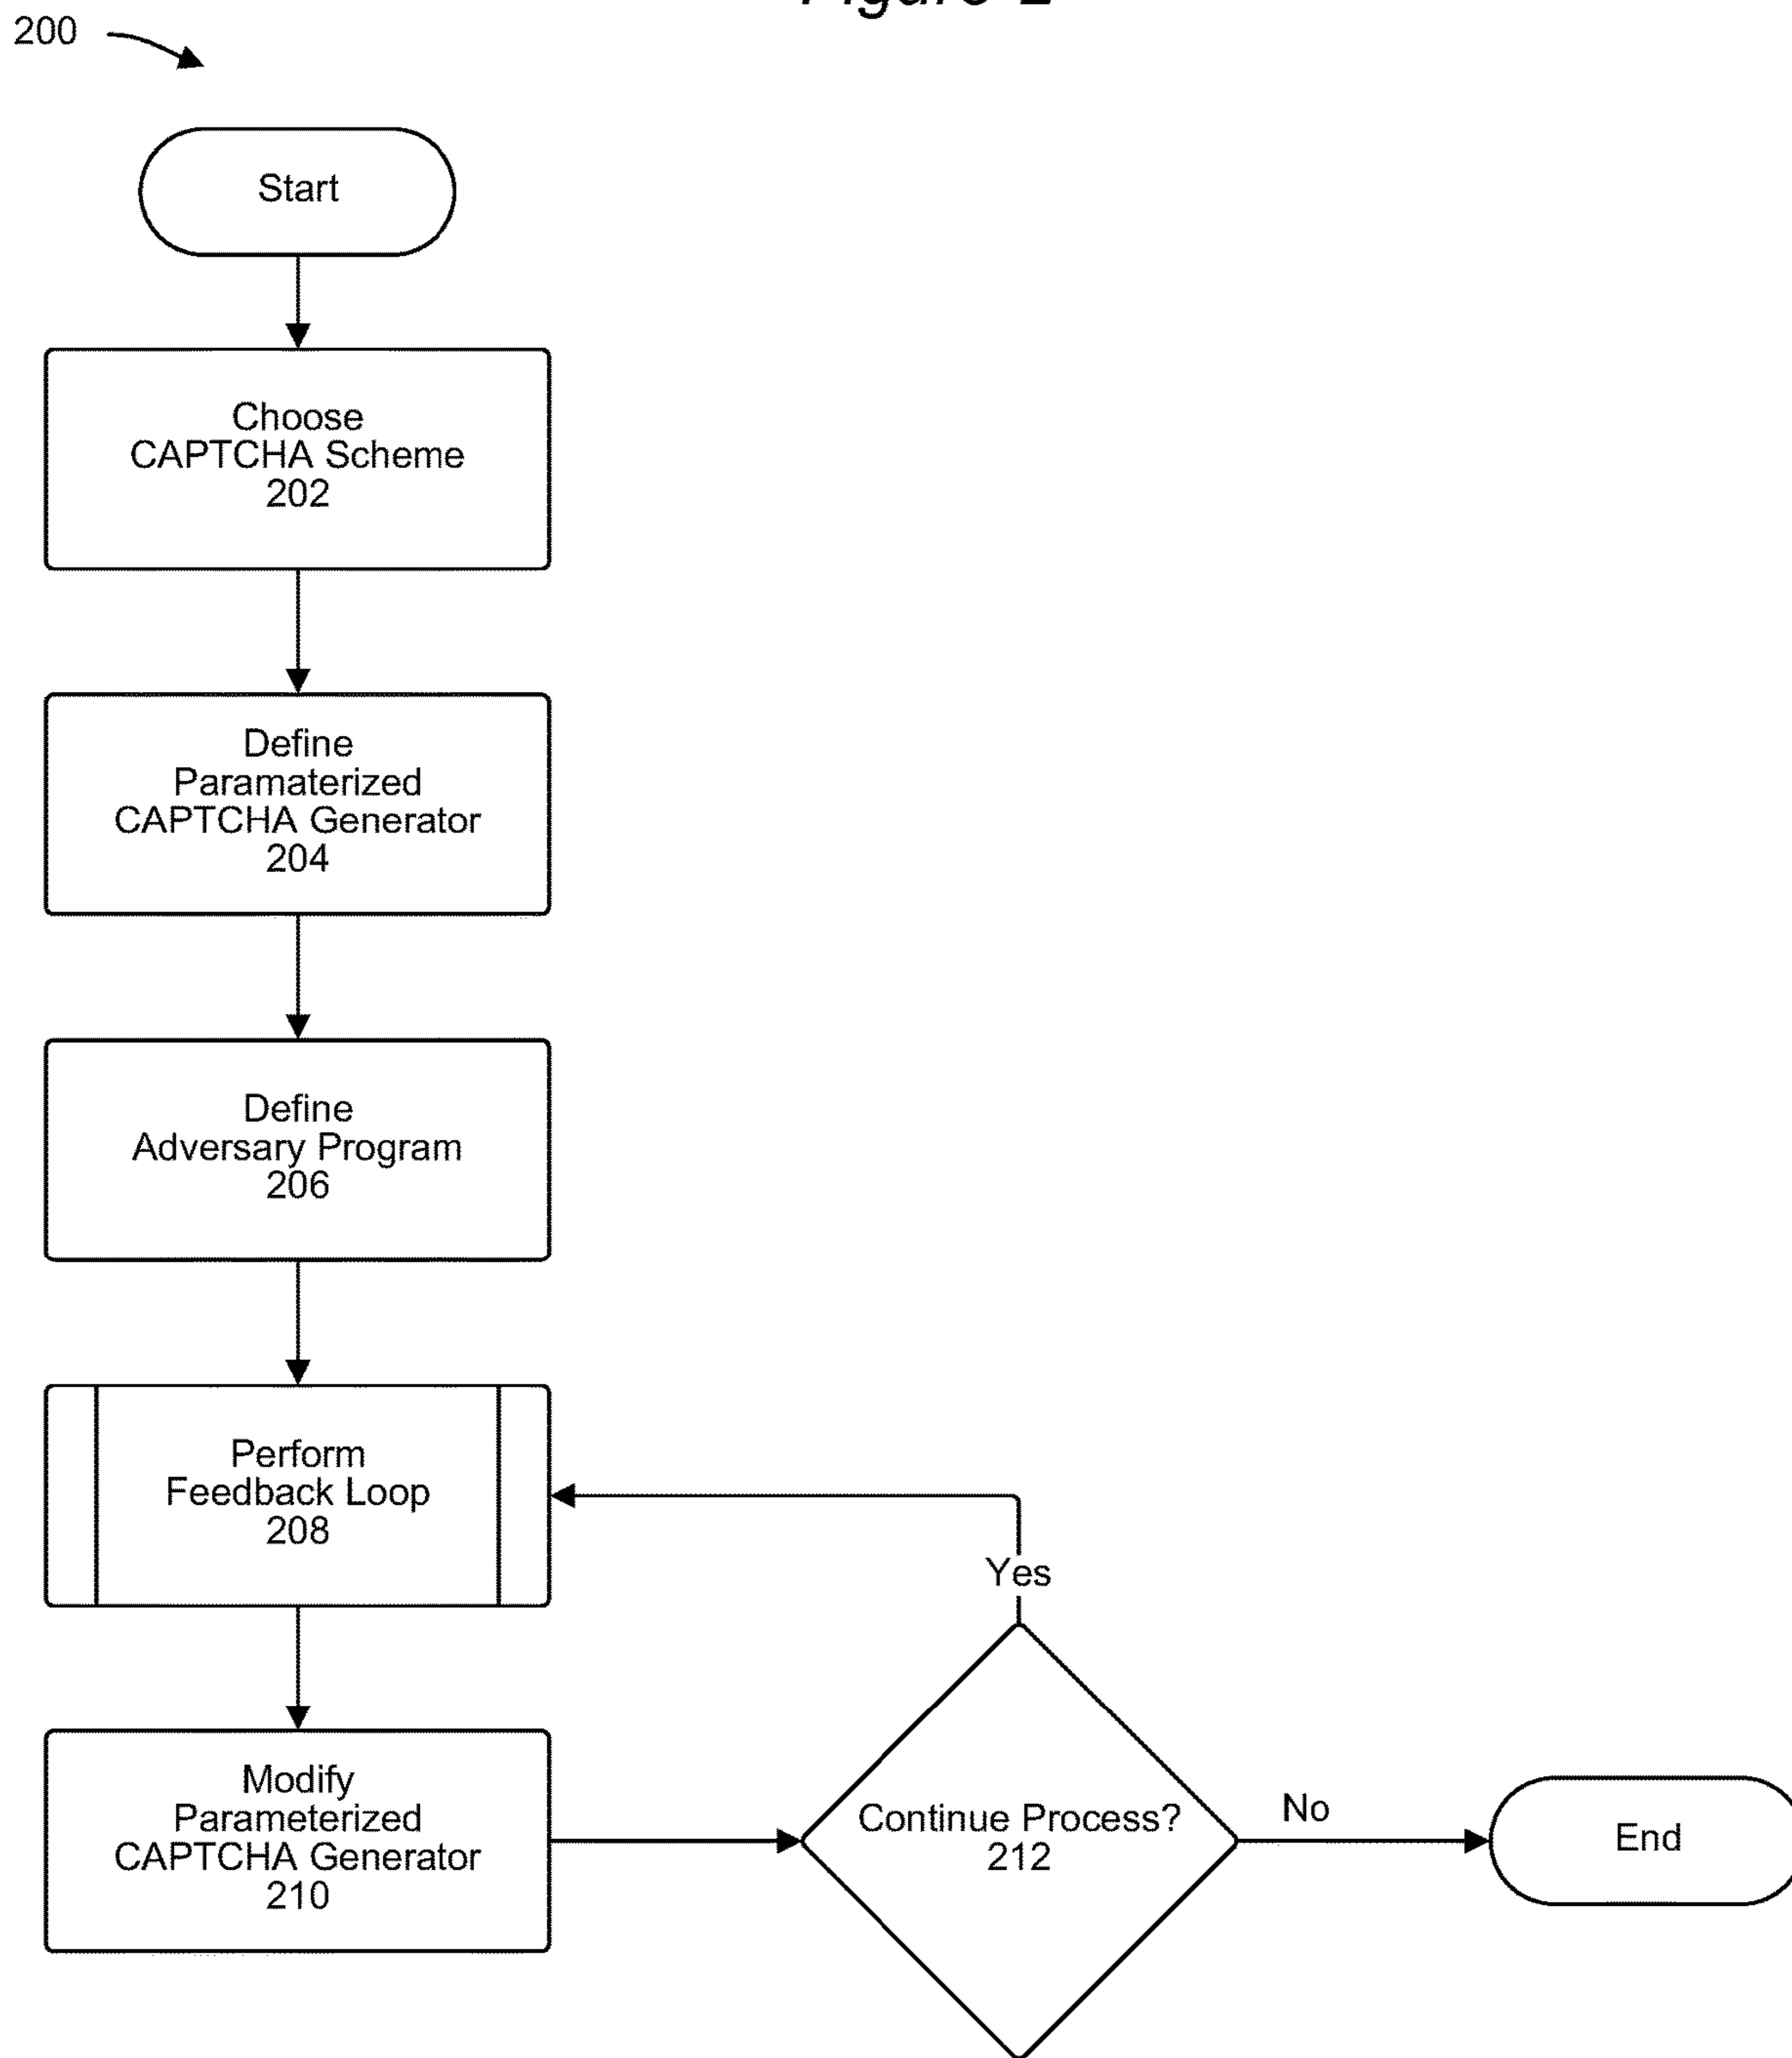 200
Start
Choose
CAPTCHA Scheme
202
Define
Paramaterized
CAPTCHA Generator
204
Define
Adversary Program
206
Perform
Feedback Loop
208
Yes
Modify
Parameterized
CAPTCHA Generator
210
Continue Process?
212
No
End